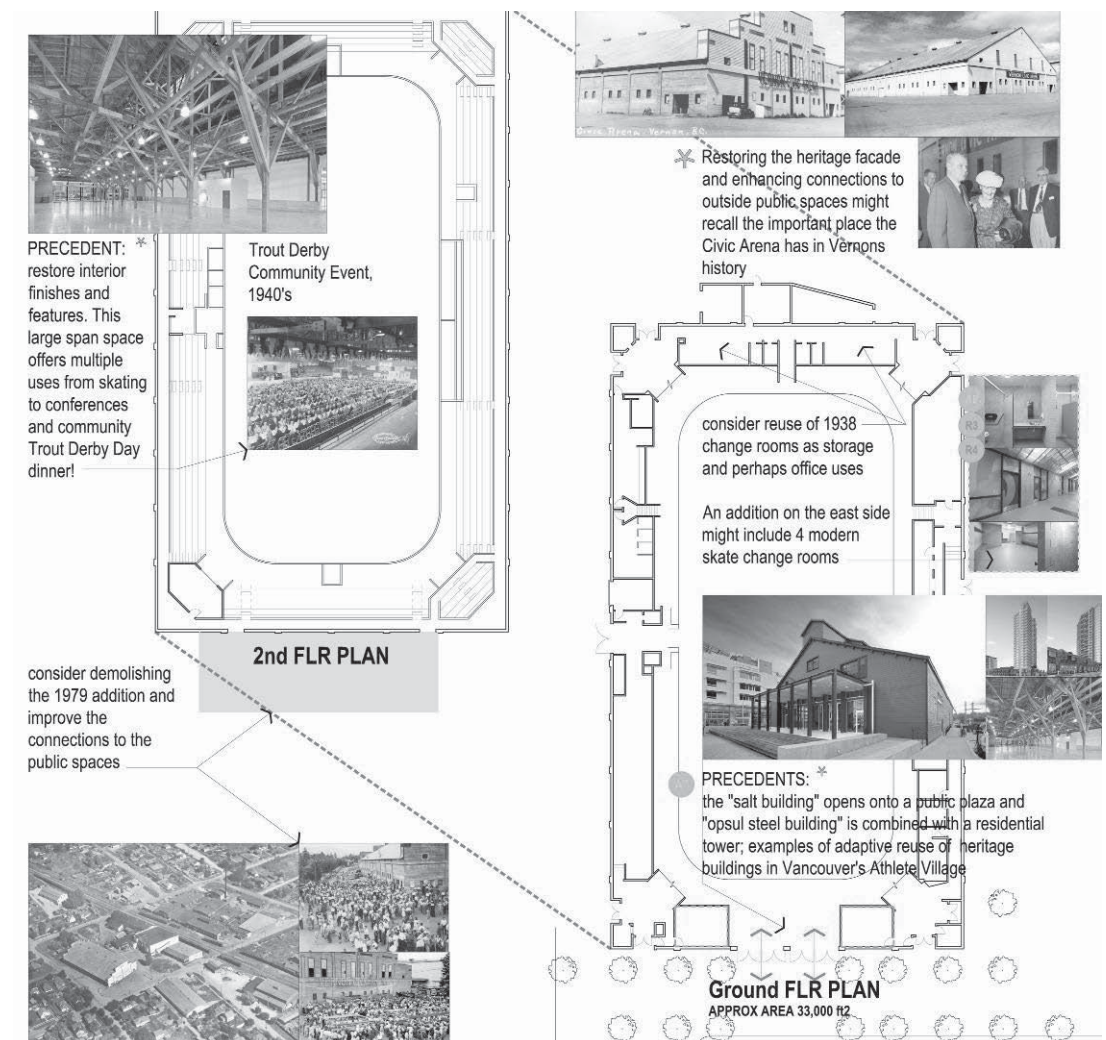 Civic Arena, Vernon, B.C.
Restoring the heritage facade
and enhancing connections to
outside public spaces might
recall the important place the
Civic Arena has in Vernons
history
PRECEDENT:
restore interior
finishes and
features. This
large span space
offers multiple
uses from skating
to conferences
and community
Trout Derby Day
dinner!
Trout Derby
Community Event,
1940's
consider reuse of 1938
change rooms as storage
and perhaps office uses
An addition on the east side
might include 4 modern
skate change rooms
R3
R4
2nd FLR PLAN
consider demolishing
the 1979 addition and
improve the
connections to the
public spaces
PRECEDENTS:
the "salt building" opens onto a public plaza and
"opsul steel building" is combined with a residential
tower; examples of adaptive reuse of heritage
buildings in Vancouver's Athlete Village
Ground FLR PLAN
APPROX AREA 33,000 ft2